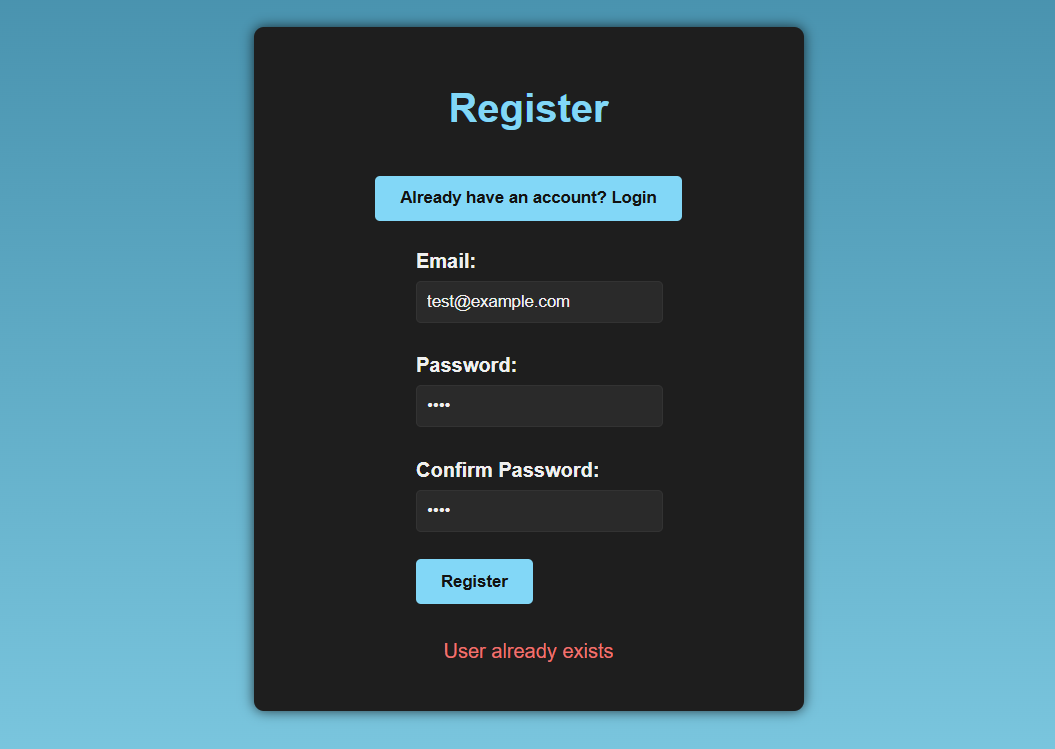 Register
Already have an account? Login
Email:
test@example.com
Password:
••••
Confirm Password:
••••
Register
User already exists